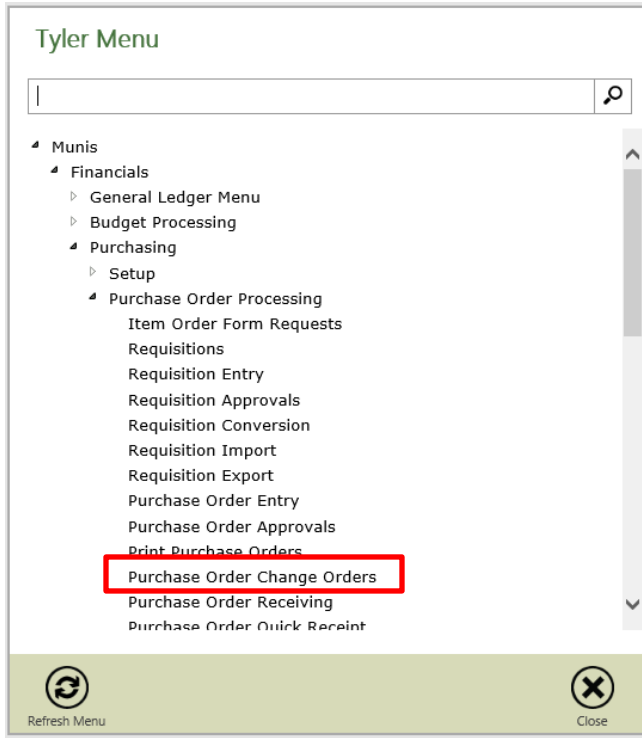 Tyler Menu
Munis
Financials
General Ledger Menu
Budget Processing
Purchasing
Setup
Purchase Order Processing
Item Order Form Requests
Requisitions
Requisition Entry
Requisition Approvals
Requisition Conversion
Requisition Import
Requisition Export
Purchase Order Entry
Purchase Order Approvals
Print Purchase Orders
Purchase Order Change Orders
Purchase Order Receiving
Purchase Order Quick Receipt
Refresh Menu
Close